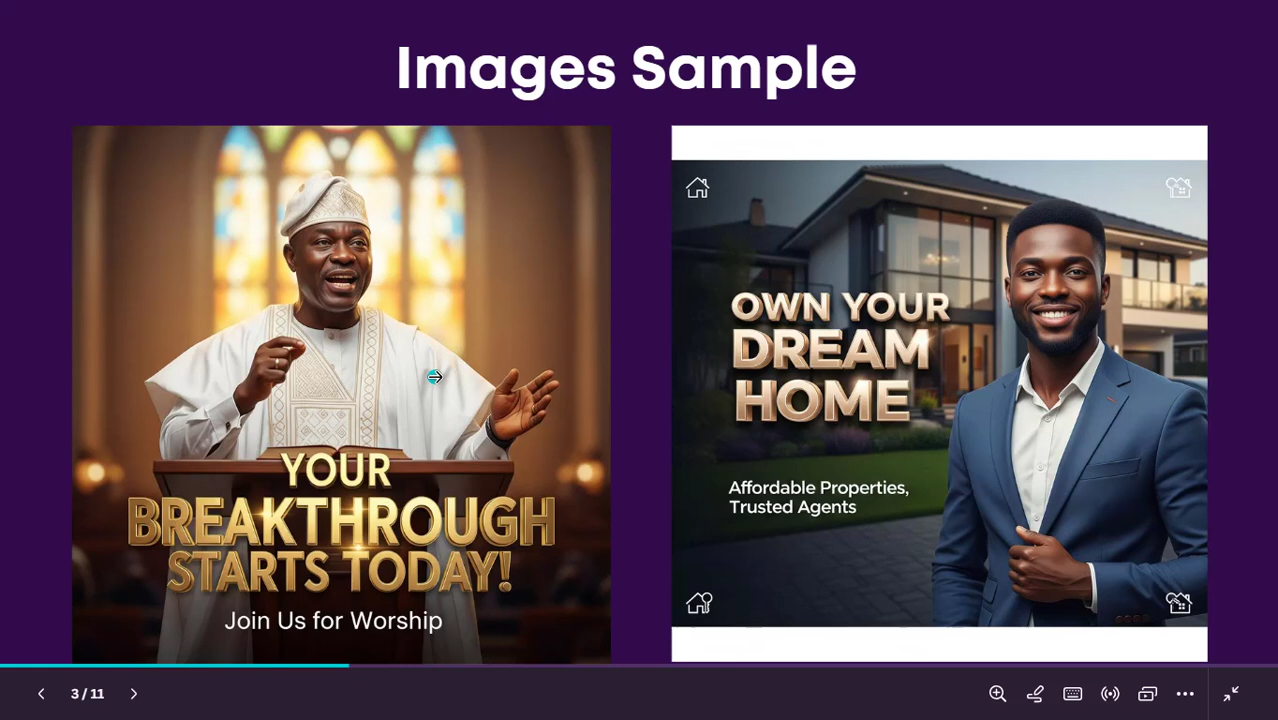 Images Sample
YOUR
BREAKTHROUGH
STARTS TODAY!
Join Us for Worship
OWN YOUR
DREAM
HOME
Affordable Properties,
Trusted Agents
3 / 11